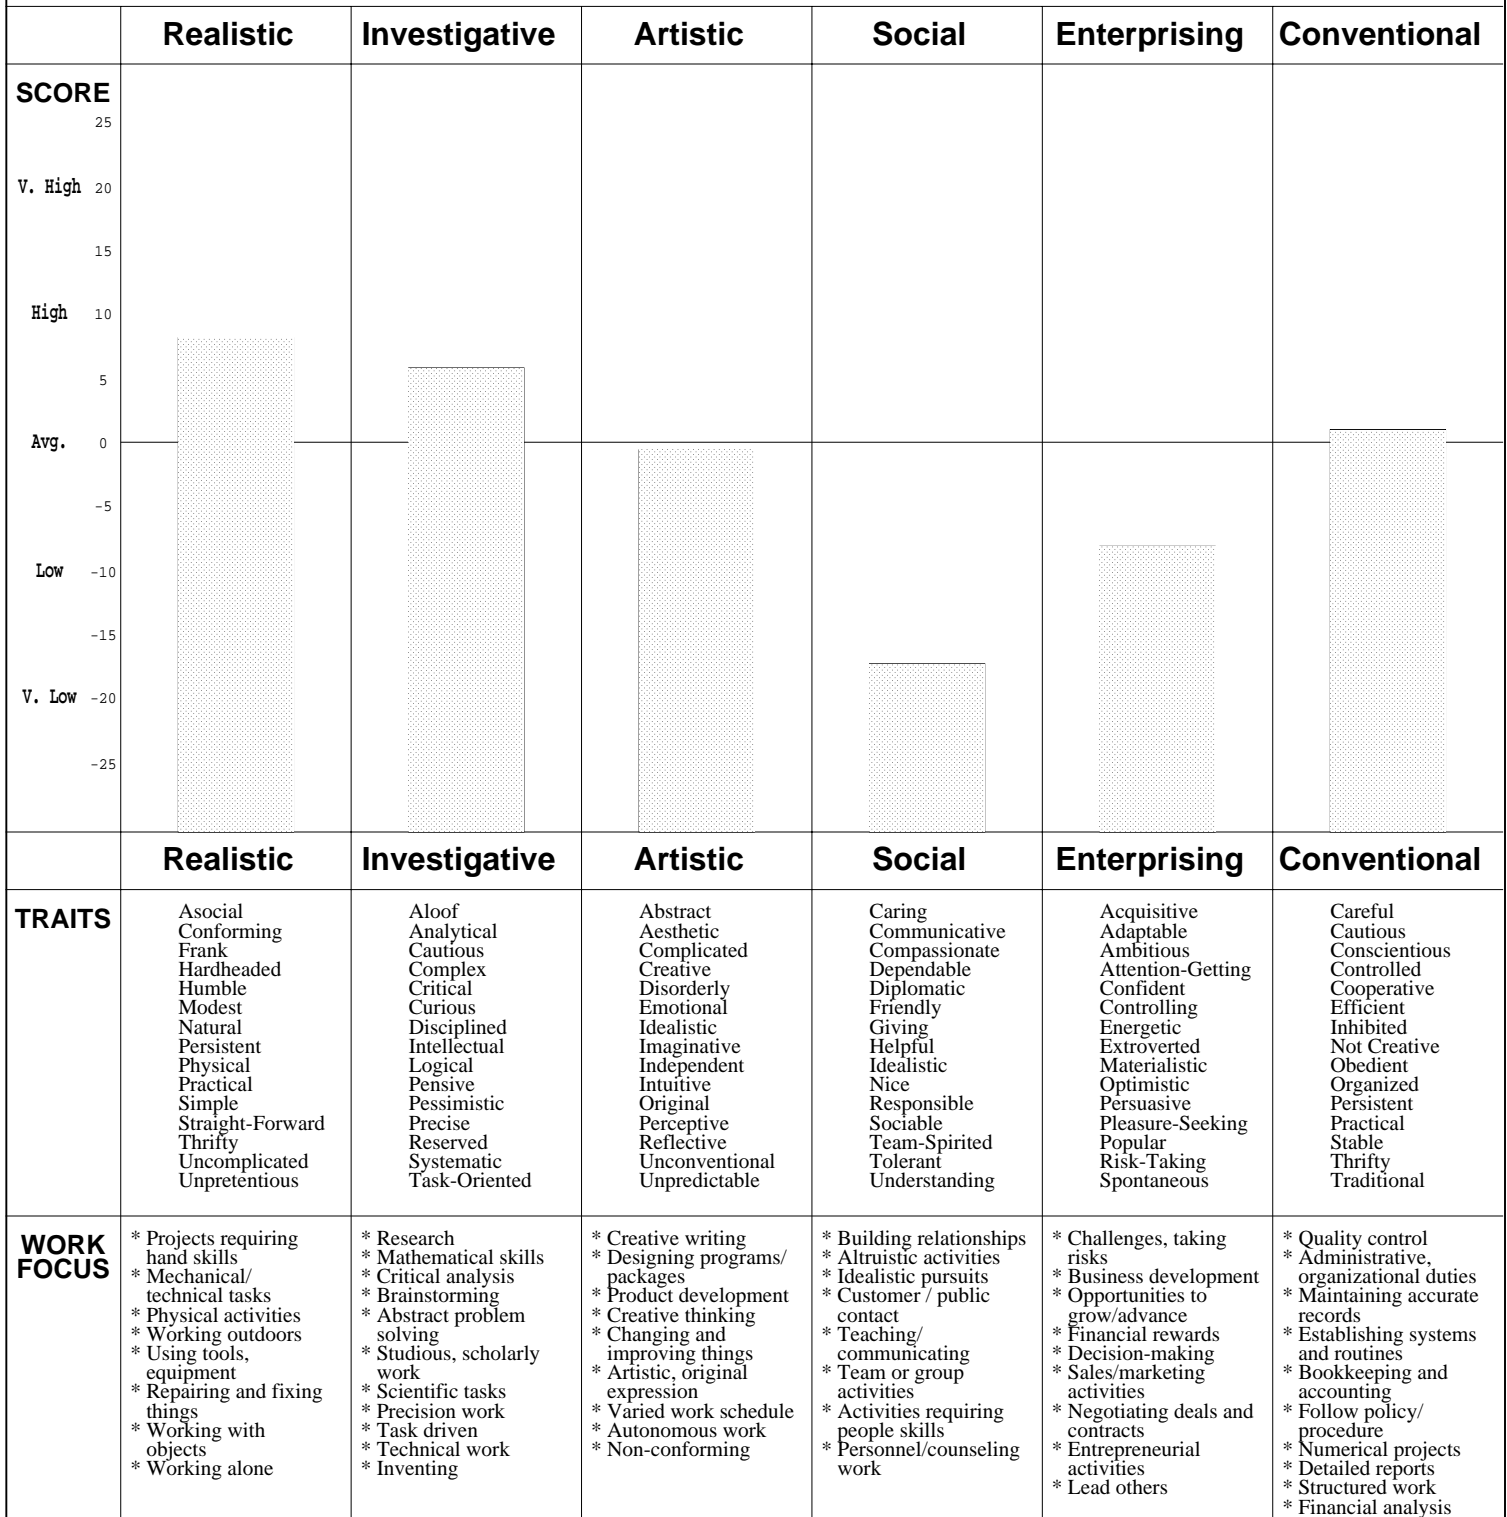 Realistic Investigative Artistic Social Enterprising Conventional
SCORE
25
V. High 20
15
High 10
5
Avg. 0
-5
Low -10
-15
V. Low -20
-25
Realistic Investigative Artistic Social Enterprising Conventional
TRAITS
Asocial
Conforming
Frank
Hardheaded
Humble
Modest
Natural
Persistent
Physical
Practical
Simple
Straight-Forward
Thrifty
Uncomplicated
Unpretentious
Aloof
Analytical
Cautious
Complex
Critical
Curious
Disciplined
Intellectual
Logical
Pensive
Pessimistic
Precise
Reserved
Systematic
Task-Oriented
Abstract
Aesthetic
Complicated
Creative
Disorderly
Emotional
Idealistic
Imaginative
Independent
Intuitive
Original
Perceptive
Reflective
Unconventional
Unpredictable
Caring
Communicative
Compassionate
Dependable
Diplomatic
Friendly
Giving
Helpful
Idealistic
Nice
Responsible
Sociable
Team-Spirited
Tolerant
Understanding
Acquisitive
Adaptable
Ambitious
Attention-Getting
Confident
Controlling
Energetic
Extroverted
Materialistic
Optimistic
Persuasive
Pleasure-Seeking
Popular
Risk-Taking
Spontaneous
Careful
Cautious
Conscientious
Controlled
Cooperative
Efficient
Inhibited
Not Creative
Obedient
Organized
Persistent
Practical
Stable
Thrifty
Traditional
WORK
FOCUS
* Projects requiring
hand skills
* Mechanical/
technical tasks
* Physical activities
* Working outdoors
* Using tools,
equipment
* Repairing and fixing
things
* Working with
objects
* Working alone
* Research
* Mathematical skills
* Critical analysis
* Brainstorming
* Abstract problem
solving
* Studious, scholarly
work
* Scientific tasks
* Precision work
* Task driven
* Technical work
* Inventing
* Creative writing
* Designing programs/
packages
* Product development
* Creative thinking
* Changing and
improving things
* Artistic, original
expression
* Varied work schedule
* Autonomous work
* Non-conforming
* Building relationships
* Altruistic activities
* Idealistic pursuits
* Customer / public
contact
* Teaching/
communicating
* Team or group
activities
* Activities requiring
people skills
* Personnel/counseling
work
* Challenges, taking
risks
* Business development
* Opportunities to
grow/advance
* Financial rewards
* Decision-making
* Sales/marketing
activities
* Negotiating deals and
contracts
* Entrepreneurial
activities
* Lead others
* Quality control
* Administrative,
organizational duties
* Maintaining accurate
records
* Establishing systems
and routines
* Bookkeeping and
accounting
* Follow policy/
procedure
* Numerical projects
* Detailed reports
* Structured work
* Financial analysis